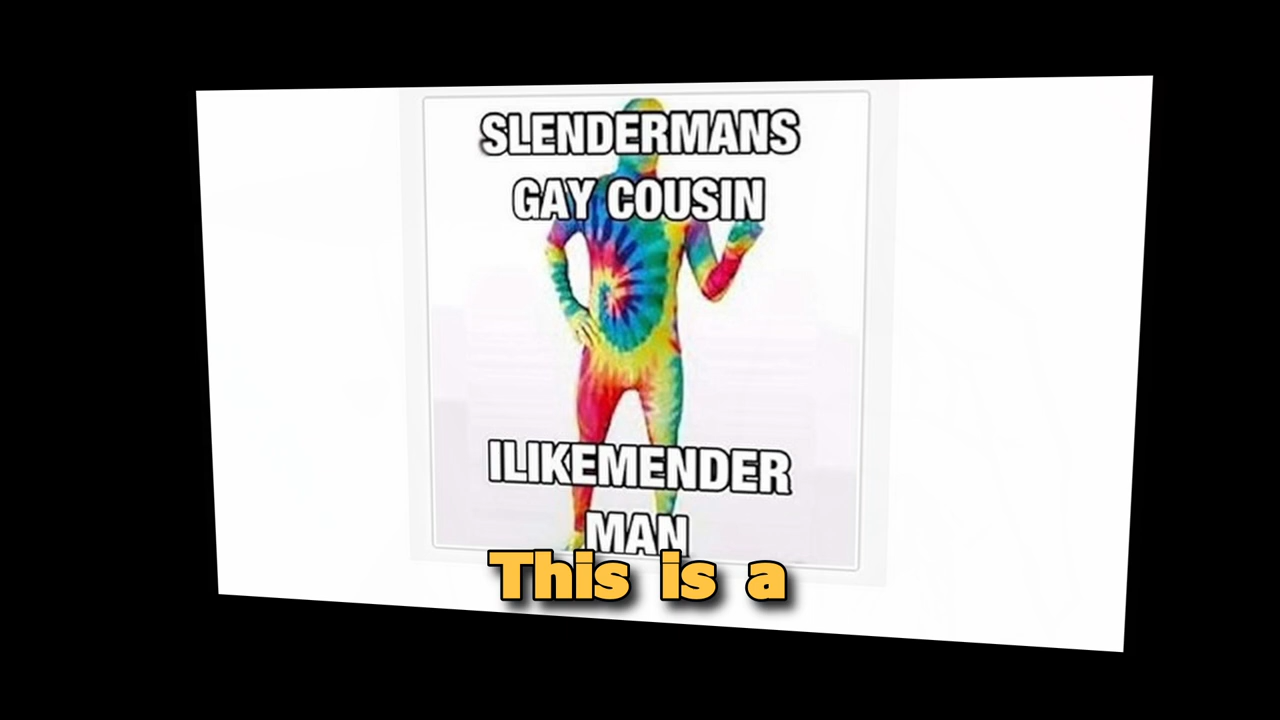 SLENDERMANS
GAY COUSIN
ILIKEMENDER
MAN
This is a